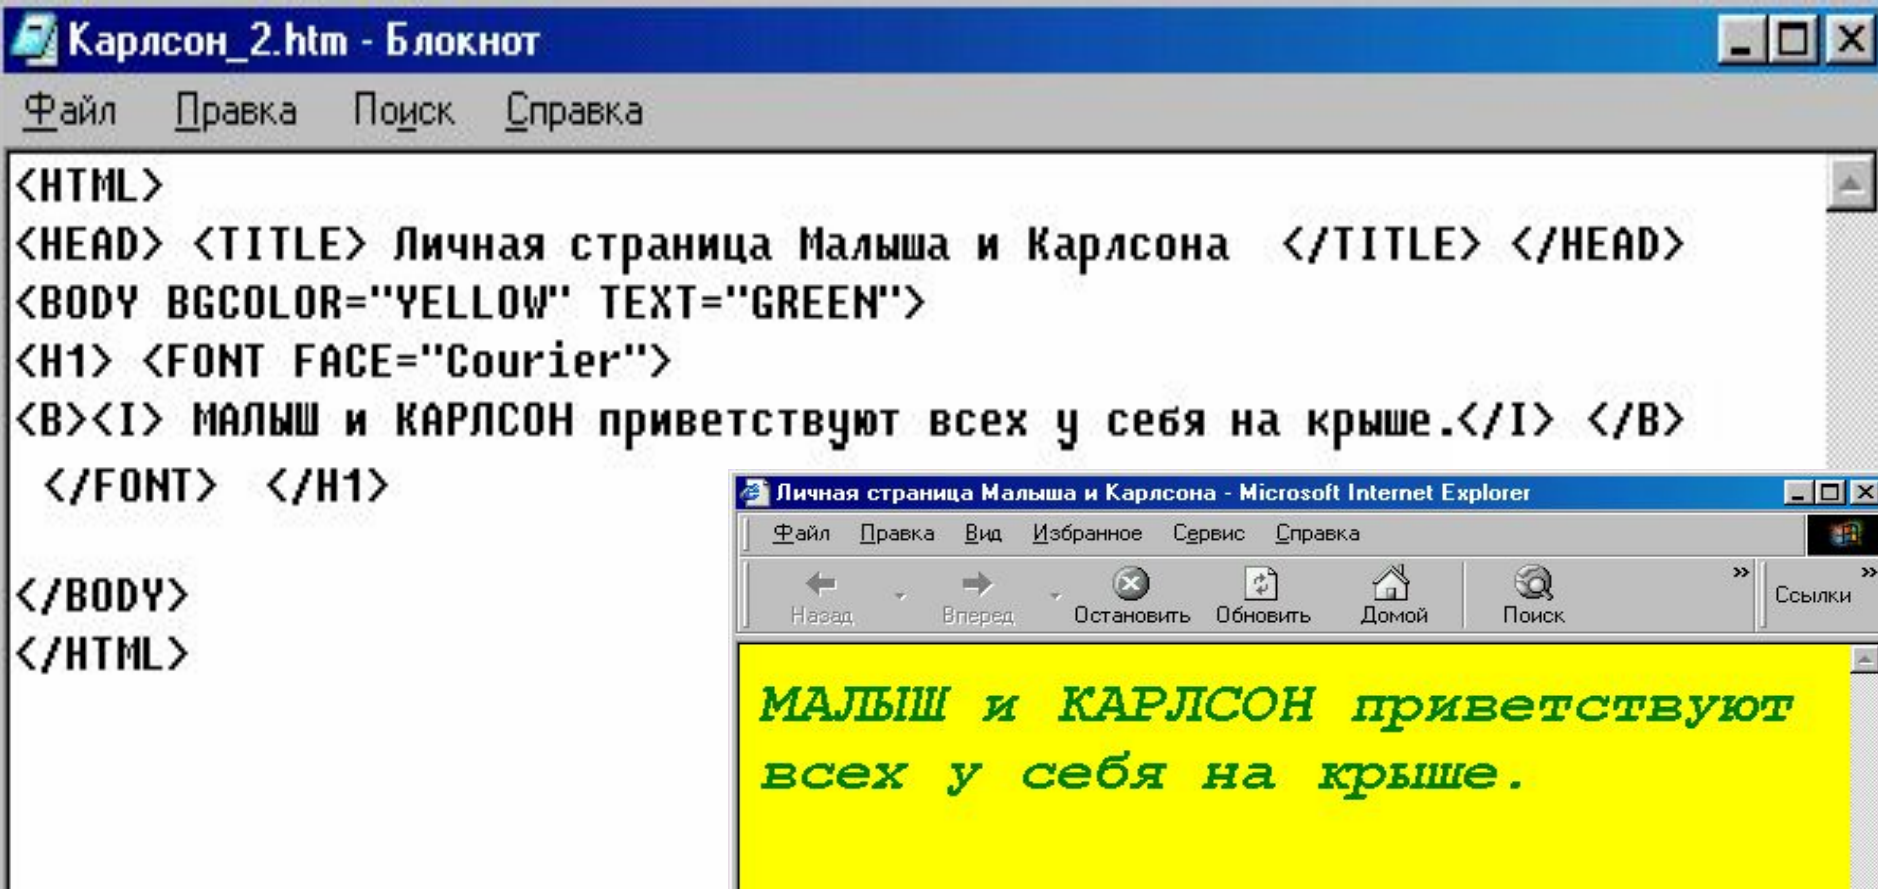 Карлсон_2.htm - Блокнот
Файл Правка Поиск Справка
<HTML>
<HEAD> <TITLE> Личная страница Малыша и Карлсона </TITLE> </HEAD>
<BODY BGCOLOR="YELLOW" TEXT="GREEN">
<H1> <FONT FACE="Courier">
<B><I> МАЛЫШ и КАРЛСОН приветствуют всех у себя на крыше.</I> </B>
</FONT> </H1>
</BODY>
</HTML>
Личная страница Малыша и Карлсона - Microsoft Internet Explorer
Файл Правка Вид Избранное Сервис Справка
Назад Вперед Остановить Обновить Домой Поиск » Ссылки »
МАЛЫШ и КАРЛСОН приветствуют
всех у себя на крыше.